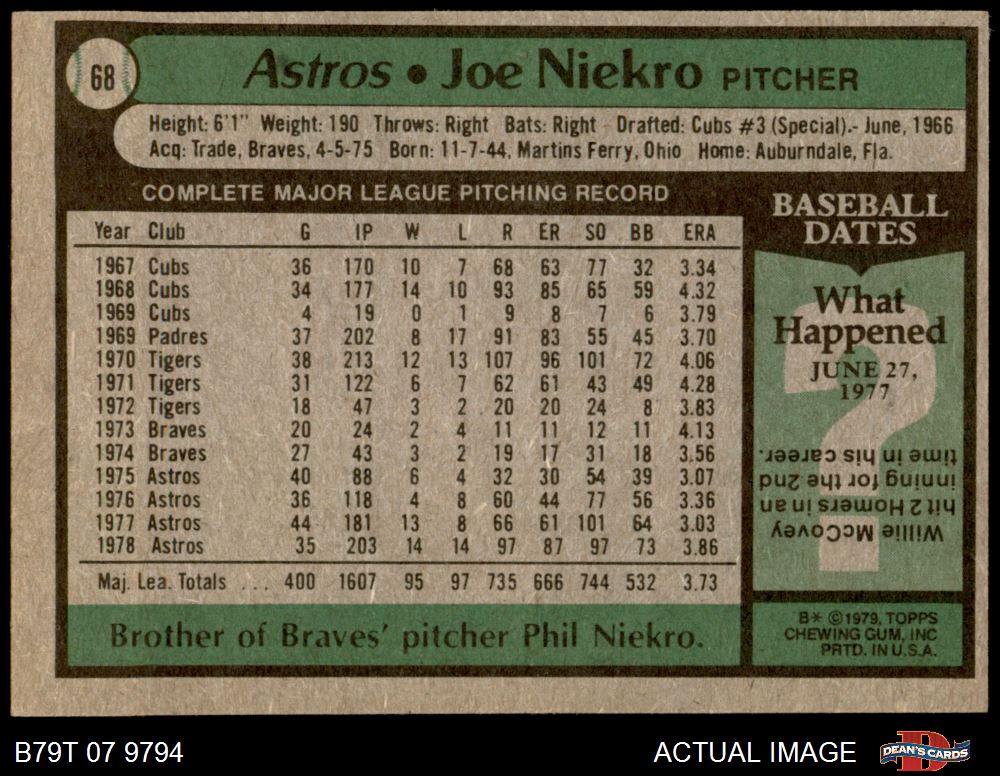 68
Astros • Joe Niekro PITCHER
Height: 6'1" Weight: 190 Throws: Right Bats: Right - Drafted: Cubs #3 (Special).- June, 1966
Acq: Trade, Braves, 4-5-75 Born: 11-7-44, Martins Ferry, Ohio Home: Auburndale, Fla.
COMPLETE MAJOR LEAGUE PITCHING RECORD
Year Club G IP W L R ER SO BB ERA
1967 Cubs 36 170 10 7 68 63 77 32 3.34
1968 Cubs 34 177 14 10 93 85 65 59 4.32
1969 Cubs 4 19 0 1 9 8 7 6 3.79
1969 Padres 37 202 8 17 91 83 55 45 3.70
1970 Tigers 38 213 12 13 107 96 101 72 4.06
1971 Tigers 31 122 6 7 62 61 43 49 4.28
1972 Tigers 18 47 3 2 20 20 24 8 3.83
1973 Braves 20 24 2 4 11 11 12 11 4.13
1974 Braves 27 43 3 2 19 17 31 18 3.56
1975 Astros 40 88 6 4 32 30 54 39 3.07
1976 Astros 36 118 4 8 60 44 77 56 3.36
1977 Astros 44 181 13 8 66 61 101 64 3.03
1978 Astros 35 203 14 14 97 87 97 73 3.86
Maj. Lea. Totals ... 400 1607 95 97 735 666 744 532 3.73
Brother of Braves' pitcher Phil Niekro.
BASEBALL
DATES
What
Happened
JUNE 27,
1977
?
Willie McCovey
hit 2 Homers in an
inning for the 2nd
time in his career.
B* ©1979, TOPPS
CHEWING GUM, INC
PRTD. IN U.S.A.
B79T 07 9794
ACTUAL IMAGE
D
DEAN'S CARDS